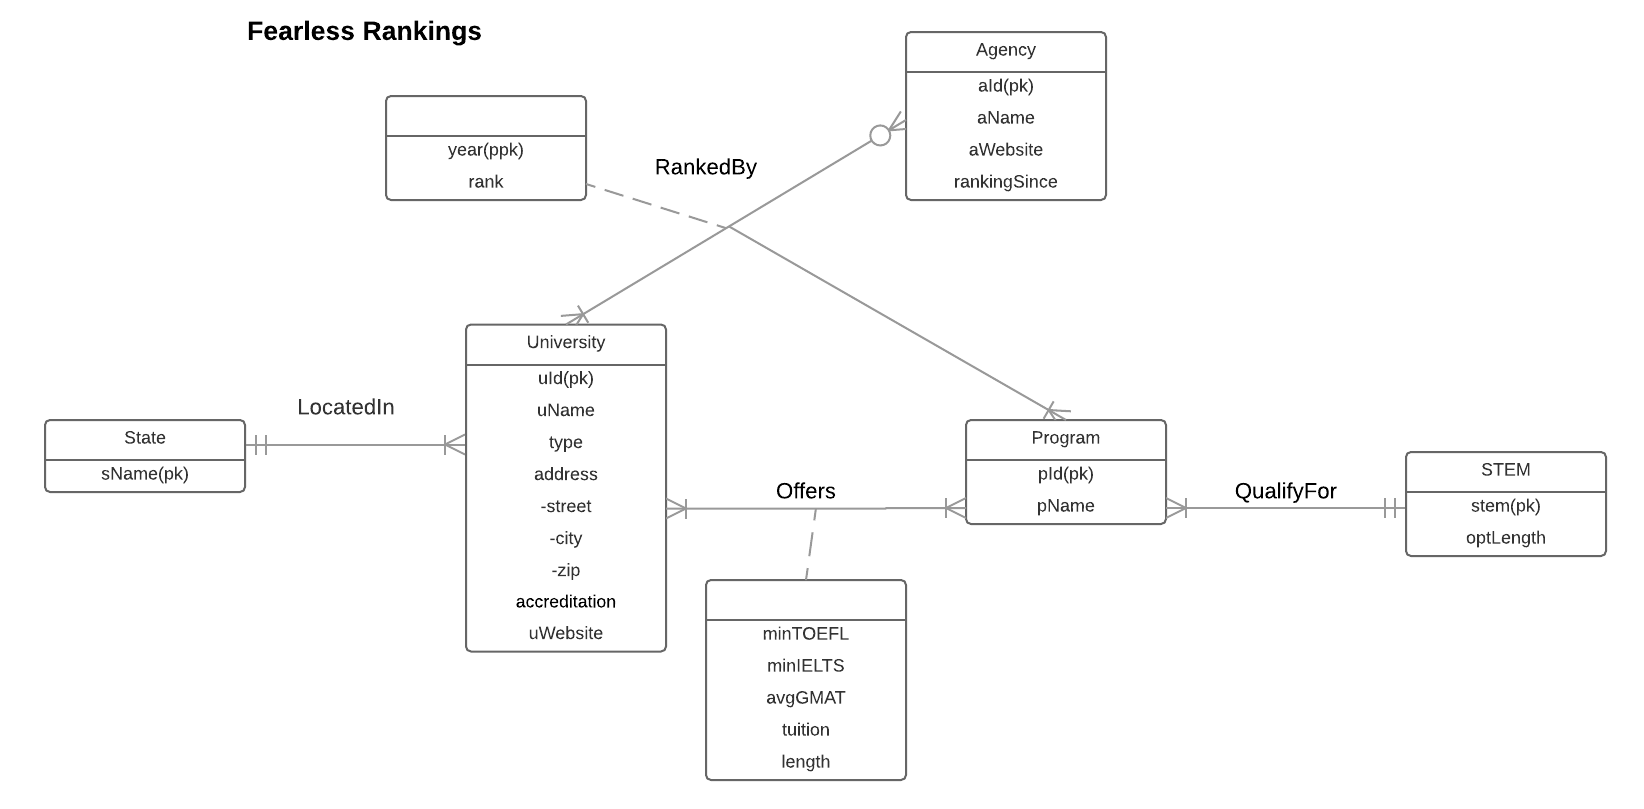 Fearless Rankings
Agency
aId(pk)
aName
aWebsite
rankingSince
year(ppk)
rank
RankedBy
University
uId(pk)
uName
type
address
-street
-city
-zip
accreditation
uWebsite
LocatedIn
State
sName(pk)
Offers
Program
pId(pk)
pName
QualifyFor
STEM
stem(pk)
optLength
minTOEFL
minIELTS
avgGMAT
tuition
length